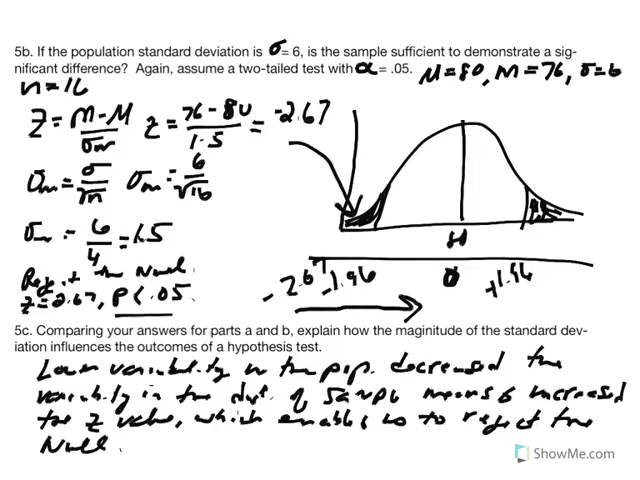 5b. If the population standard deviation is σ= 6, is the sample sufficient to demonstrate a sig-
nificant difference? Again, assume a two-tailed test with α= .05. M=80, M=76, σ=6
n=16
Z = M-M/σm z = 76-80/1.5 = -2.67
σm = σ/√n σm = 6/√16
σm = 6/4 = 1.5
Reject the Null.
z=2.67, P<.05
80
-2.67 -1.96 0 +1.96
5c. Comparing your answers for parts a and b, explain how the maginitude of the standard dev-
iation influences the outcomes of a hypothesis test.
Lower variability in the pop. decreased the
variability in the dist. of sample means & increased
the z value, which enables us to reject the
Null.
ShowMe.com